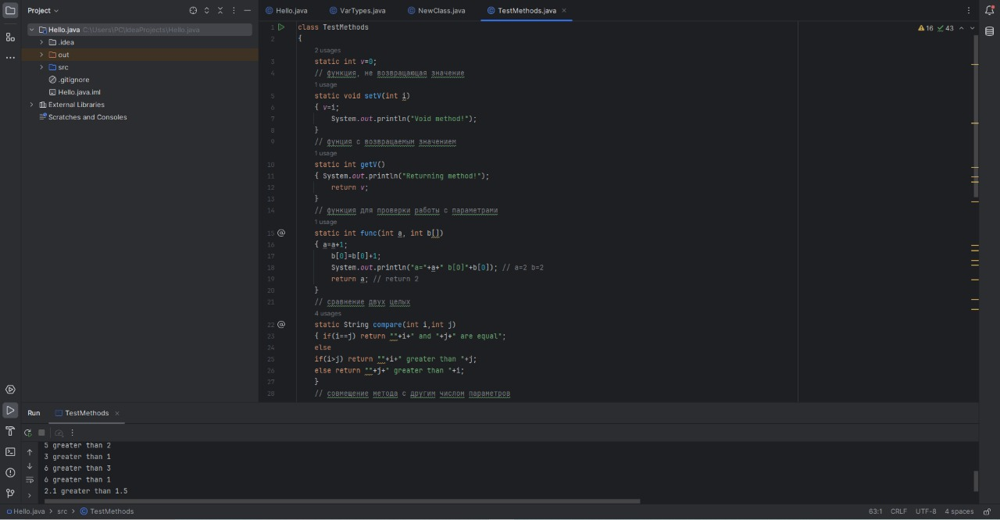 Project
Hello.java
VarTypes.java
NewClass.java
TestMethods.java
Hello.java C:\Users\PC\IdeaProjects\Hello.java
.idea
out
src
.gitignore
Hello.java.iml
External Libraries
Scratches and Consoles
16 43
1 class TestMethods
2 {
2 usages
3 static int v=0;
4 // функция, не возвращающая значение
1 usage
5 static void setV(int i)
6 { v=i;
7 System.out.println("Void method!");
8 }
9 // фунция с возвращаемым значением
1 usage
10 static int getV()
11 { System.out.println("Returning method!");
12 return v;
13 }
14 // функция для проверки работы с параметрами
1 usage
15 @ static int func(int a, int b[])
16 { a=a+1;
17 b[0]=b[0]+1;
18 System.out.println("a="+a+" b[0]"+b[0]); // a=2 b=2
19 return a; // return 2
20 }
21 // сравнение двух целых
4 usages
22 @ static String compare(int i,int j)
23 { if(i==j) return ""+i+" and "+j+" are equal";
24 else
25 if(i>j) return ""+i+" greater than "+j;
26 else return ""+j+" greater than "+i;
27 }
28 // совмещение метода с другим числом параметров
Run TestMethods
5 greater than 2
3 greater than 1
6 greater than 3
6 greater than 1
2.1 greater than 1.5
Hello.java > src > TestMethods
63:1 CRLF UTF-8 4 spaces